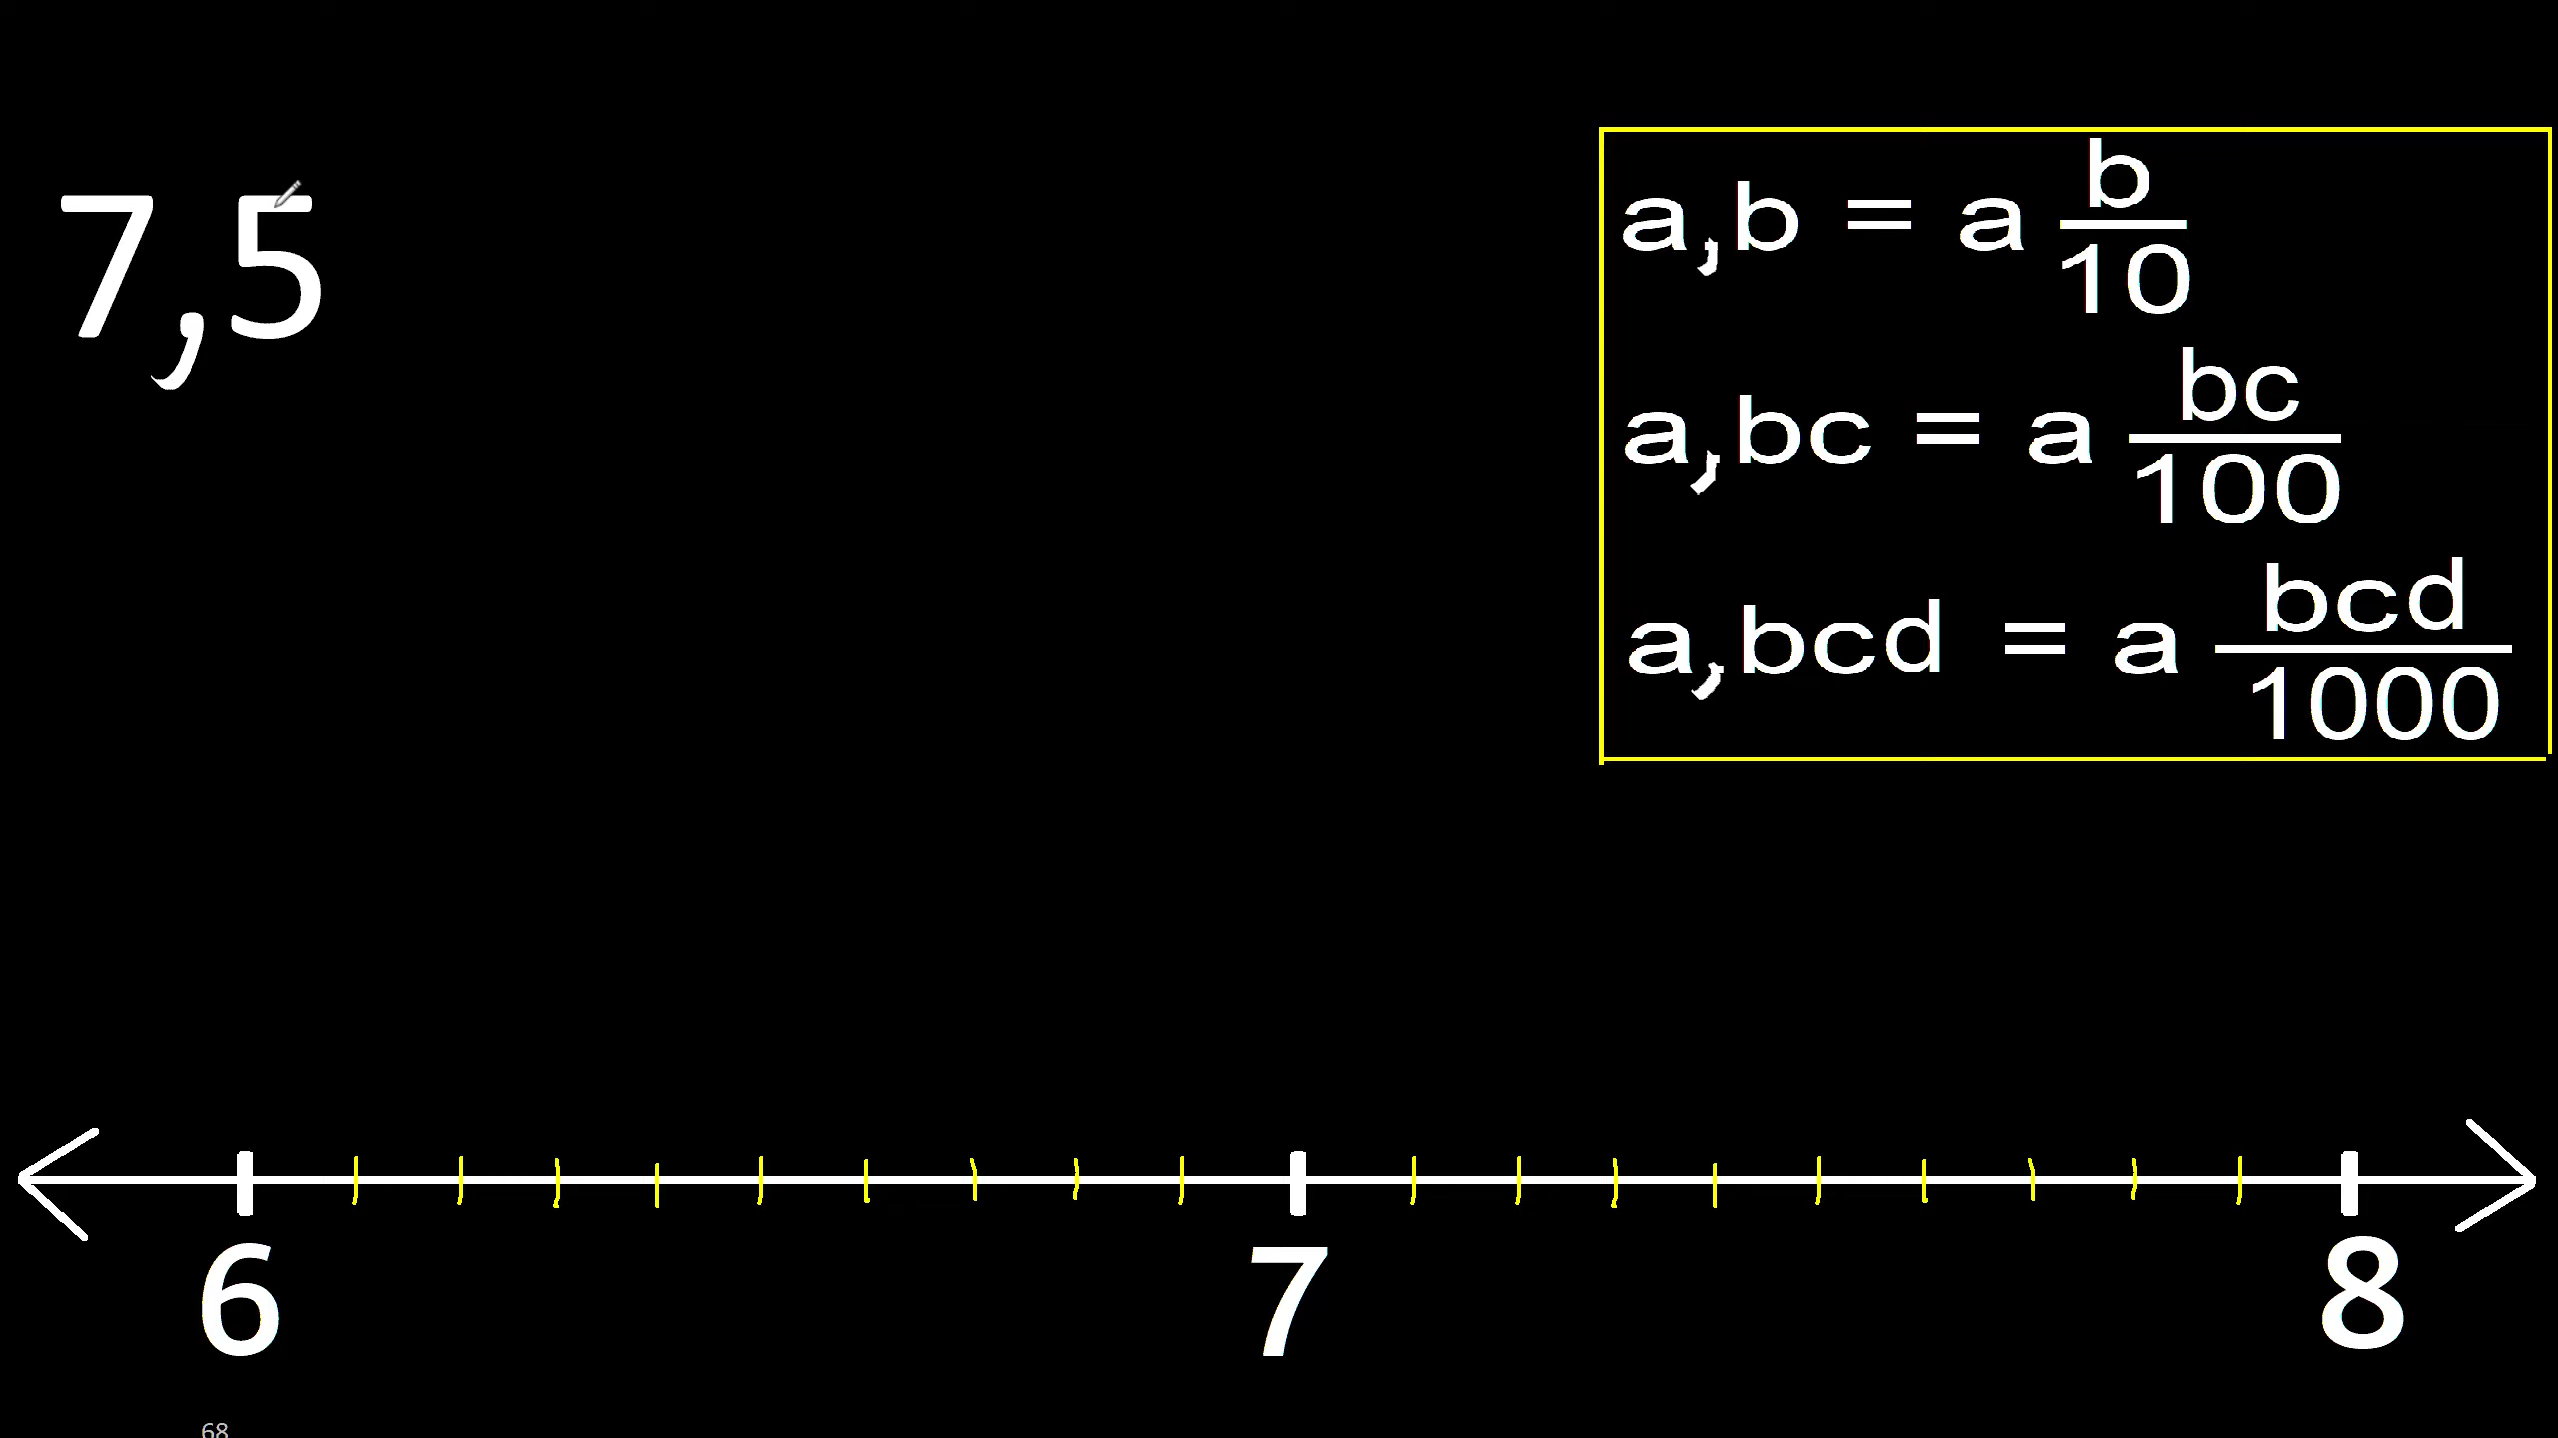 7,5
a,b = a b/10
a,bc = a bc/100
a,bcd = a bcd/1000
6 7 8
68